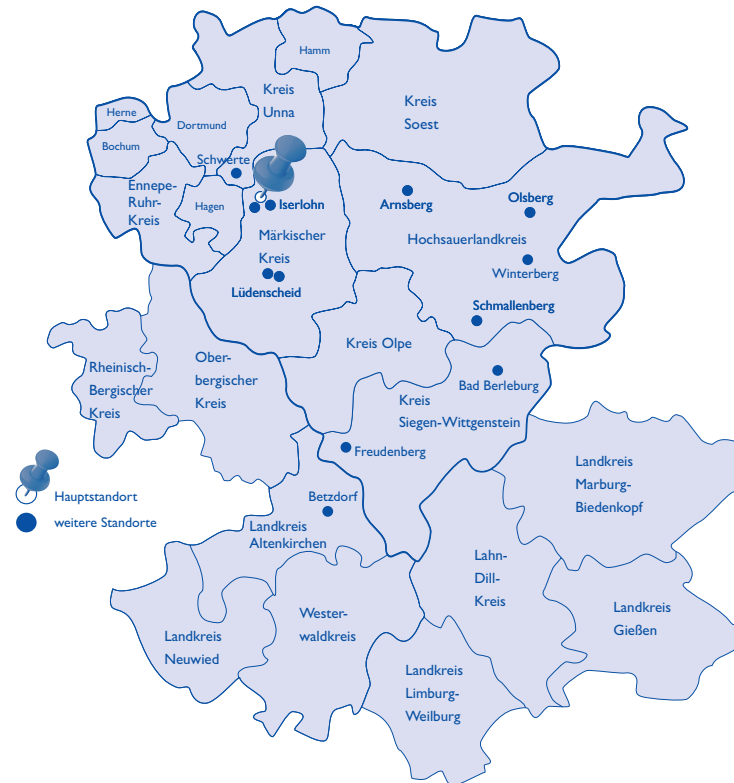 Hamm
Kreis
Unna
Kreis
Soest
Herne
Dortmund
Bochum
Schwerte
Ennepe-
Ruhr-
Kreis
Hagen
Iserlohn
Arnsberg
Olsberg
Märkischer
Kreis
Hochsauerlandkreis
Winterberg
Lüdenscheid
Schmallenberg
Kreis Olpe
Rheinisch-
Bergischer
Kreis
Ober-
bergischer
Kreis
Bad Berleburg
Kreis
Siegen-Wittgenstein
Freudenberg
Hauptstandort
weitere Standorte
Betzdorf
Landkreis
Altenkirchen
Landkreis
Marburg-
Biedenkopf
Lahn-
Dill-
Kreis
Landkreis
Gießen
Wester-
waldkreis
Landkreis
Neuwied
Landkreis
Limburg-
Weilburg